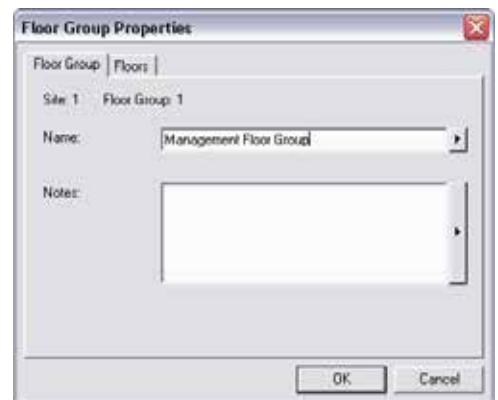 Floor Group Properties
Floor Group Floors
Site: 1 Floor Group: 1
Name: Management Floor Group
Notes:
OK Cancel